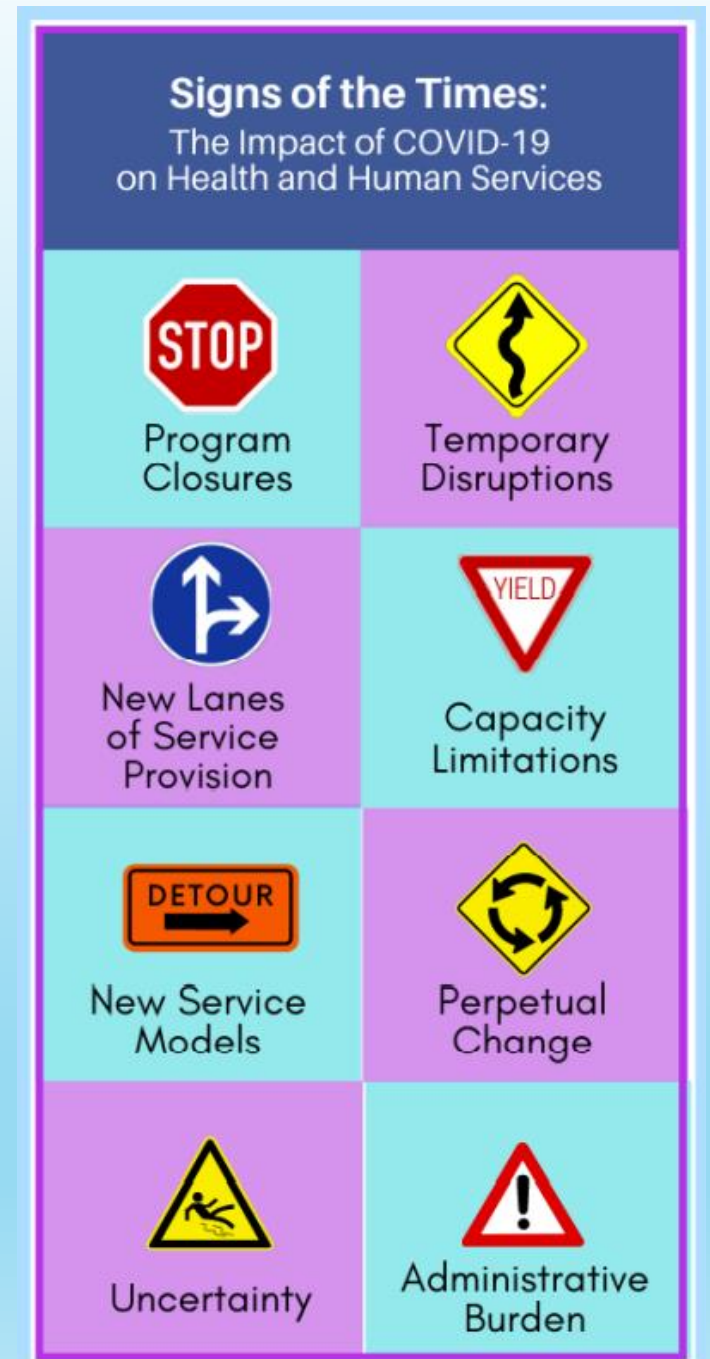 Signs of the Times:
The Impact of COVID-19
on Health and Human Services
STOP
Program
Closures
Temporary
Disruptions
New Lanes
of Service
Provision
YIELD
Capacity
Limitations
DETOUR
New Service
Models
Perpetual
Change
Uncertainty
!
Administrative
Burden